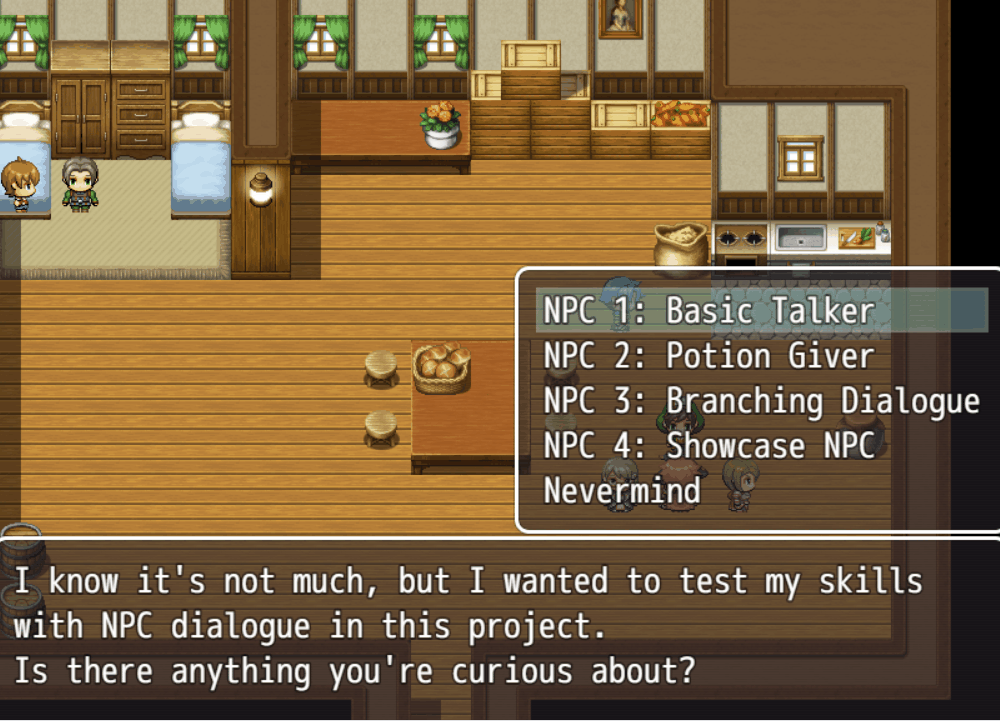 NPC 1: Basic Talker
NPC 2: Potion Giver
NPC 3: Branching Dialogue
NPC 4: Showcase NPC
Nevermind
I know it's not much, but I wanted to test my skills
with NPC dialogue in this project.
Is there anything you're curious about?